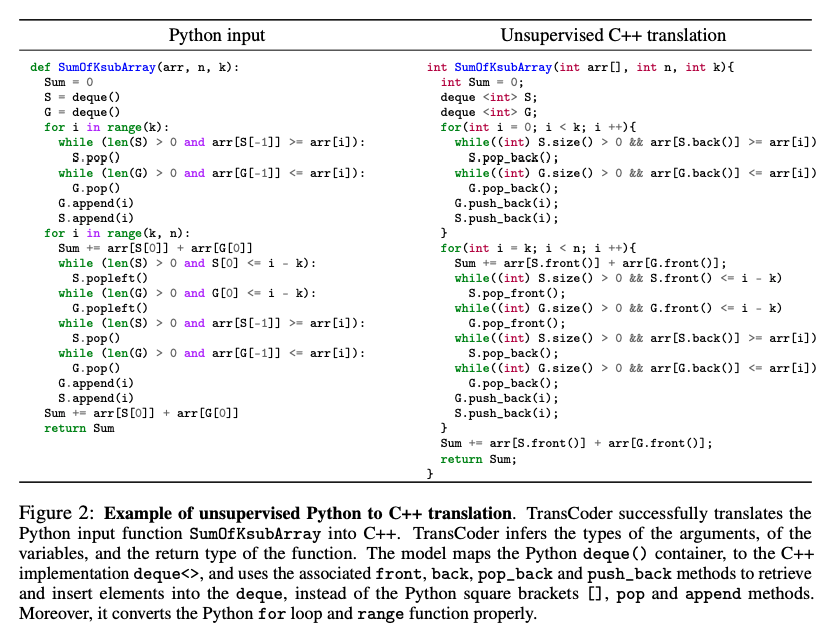 Python input
Unsupervised C++ translation
def SumOfKsubArray(arr, n, k):
  Sum = 0
  S = deque()
  G = deque()
  for i in range(k):
    while (len(S) > 0 and arr[S[-1]] >= arr[i]):
      S.pop()
    while (len(G) > 0 and arr[G[-1]] <= arr[i]):
      G.pop()
    G.append(i)
    S.append(i)
  for i in range(k, n):
    Sum += arr[S[0]] + arr[G[0]]
    while (len(S) > 0 and S[0] <= i - k):
      S.popleft()
    while (len(G) > 0 and G[0] <= i - k):
      G.popleft()
    while (len(S) > 0 and arr[S[-1]] >= arr[i]):
      S.pop()
    while (len(G) > 0 and arr[G[-1]] <= arr[i]):
      G.pop()
    G.append(i)
    S.append(i)
  Sum += arr[S[0]] + arr[G[0]]
  return Sum
int SumOfKsubArray(int arr[], int n, int k){
  int Sum = 0;
  deque <int> S;
  deque <int> G;
  for(int i = 0; i < k; i ++){
    while((int) S.size() > 0 && arr[S.back()] >= arr[i])
      S.pop_back();
    while((int) G.size() > 0 && arr[G.back()] <= arr[i])
      G.pop_back();
    G.push_back(i);
    S.push_back(i);
  }
  for(int i = k; i < n; i ++){
    Sum += arr[S.front()] + arr[G.front()];
    while((int) S.size() > 0 && S.front() <= i - k)
      S.pop_front();
    while((int) G.size() > 0 && G.front() <= i - k)
      G.pop_front();
    while((int) S.size() > 0 && arr[S.back()] >= arr[i])
      S.pop_back();
    while((int) G.size() > 0 && arr[G.back()] <= arr[i])
      G.pop_back();
    G.push_back(i);
    S.push_back(i);
  }
  Sum += arr[S.front()] + arr[G.front()];
  return Sum;
}
Figure 2: Example of unsupervised Python to C++ translation. TransCoder successfully translates the
Python input function SumOfKsubArray into C++. TransCoder infers the types of the arguments, of the
variables, and the return type of the function. The model maps the Python deque() container, to the C++
implementation deque<>, and uses the associated front, back, pop_back and push_back methods to retrieve
and insert elements into the deque, instead of the Python square brackets [], pop and append methods.
Moreover, it converts the Python for loop and range function properly.